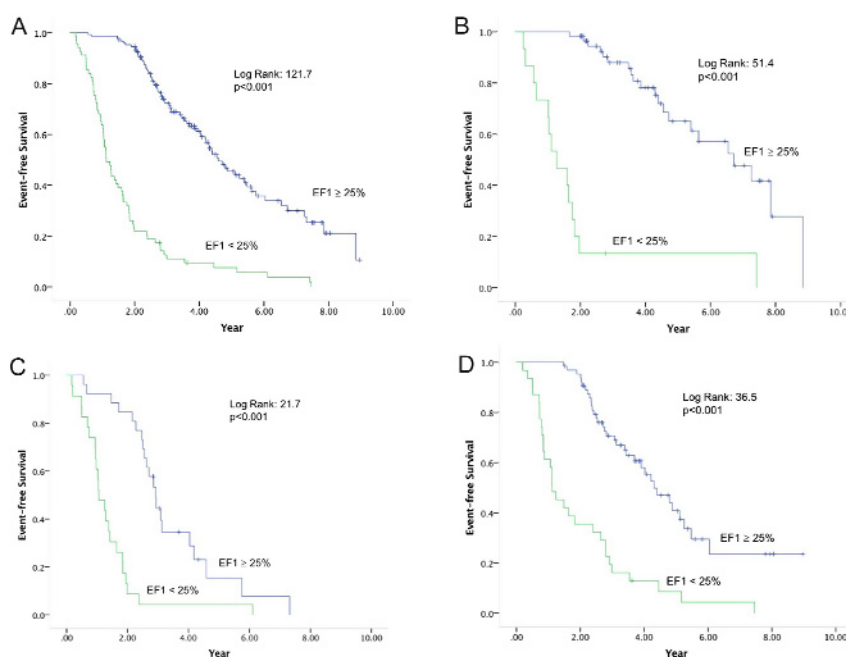 A
Event-free Survival
1.0
0.8
0.6
0.4
0.2
0.0
Log Rank: 121.7
p<0.001
EF1 ≥ 25%
EF1 < 25%
.00 2.00 4.00 6.00 8.00 10.00
Year
B
Event-free Survival
1.0
0.8
0.6
0.4
0.2
0.0
Log Rank: 51.4
p<0.001
EF1 ≥ 25%
EF1 < 25%
.00 2.00 4.00 6.00 8.00 10.00
Year
C
Event-free Survival
1.0
0.8
0.6
0.4
0.2
0.0
Log Rank: 21.7
p<0.001
EF1 ≥ 25%
EF1 < 25%
.00 2.00 4.00 6.00 8.00 10.00
Year
D
Event-free Survival
1.0
0.8
0.6
0.4
0.2
0.0
Log Rank: 36.5
p<0.001
EF1 ≥ 25%
EF1 < 25%
.00 2.00 4.00 6.00 8.00 10.00
Year